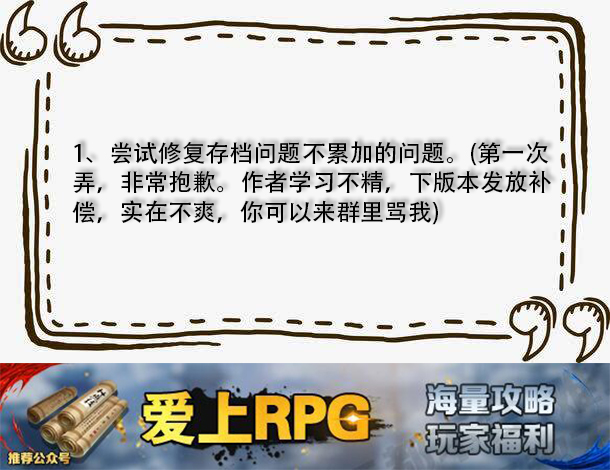 1、尝试修复存档问题不累加的问题。(第一次
弄，非常抱歉。作者学习不精，下版本发放补
偿，实在不爽，你可以来群里骂我)
爱上RPG
海量攻略
玩家福利
推荐公众号